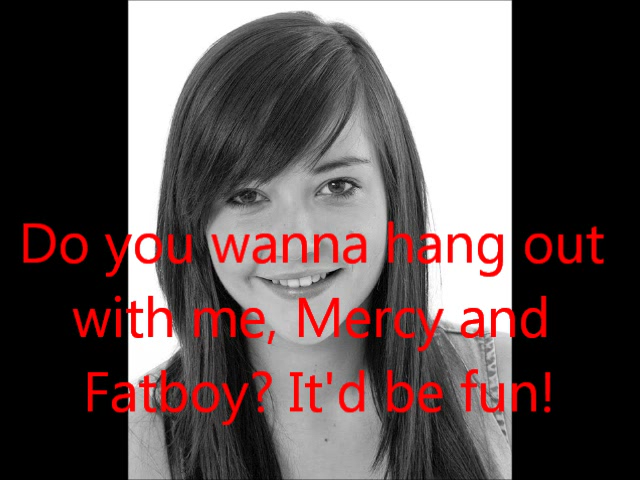 Do you wanna hang out
with me, Mercy and
Fatboy? It'd be fun!